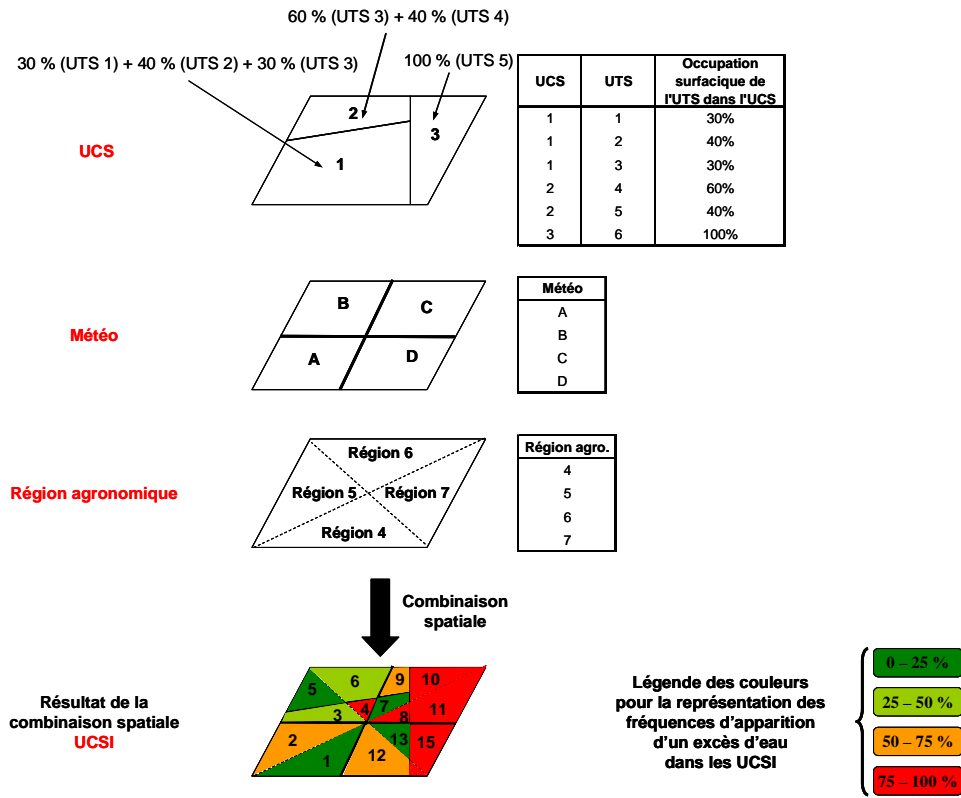 60 % (UTS 3) + 40 % (UTS 4)
30 % (UTS 1) + 40 % (UTS 2) + 30 % (UTS 3)
100 % (UTS 5)
UCS
2
3
1
UCS UTS Occupation
surfacique de
l'UTS dans l'UCS
1 1 30%
1 2 40%
1 3 30%
2 4 60%
2 5 40%
3 6 100%
Météo
B
C
A
D
Météo
A
B
C
D
Région agronomique
Région 6
Région 5
Région 7
Région 4
Région agro.
4
5
6
7
Combinaison
spatiale
Résultat de la
combinaison spatiale
UCSI
5
6
9
10
3
4
7
8
11
2
1
12
13
15
Légende des couleurs
pour la représentation des
fréquences d'apparition
d'un excès d'eau
dans les UCSI
0 – 25 %
25 – 50 %
50 – 75 %
75 – 100 %